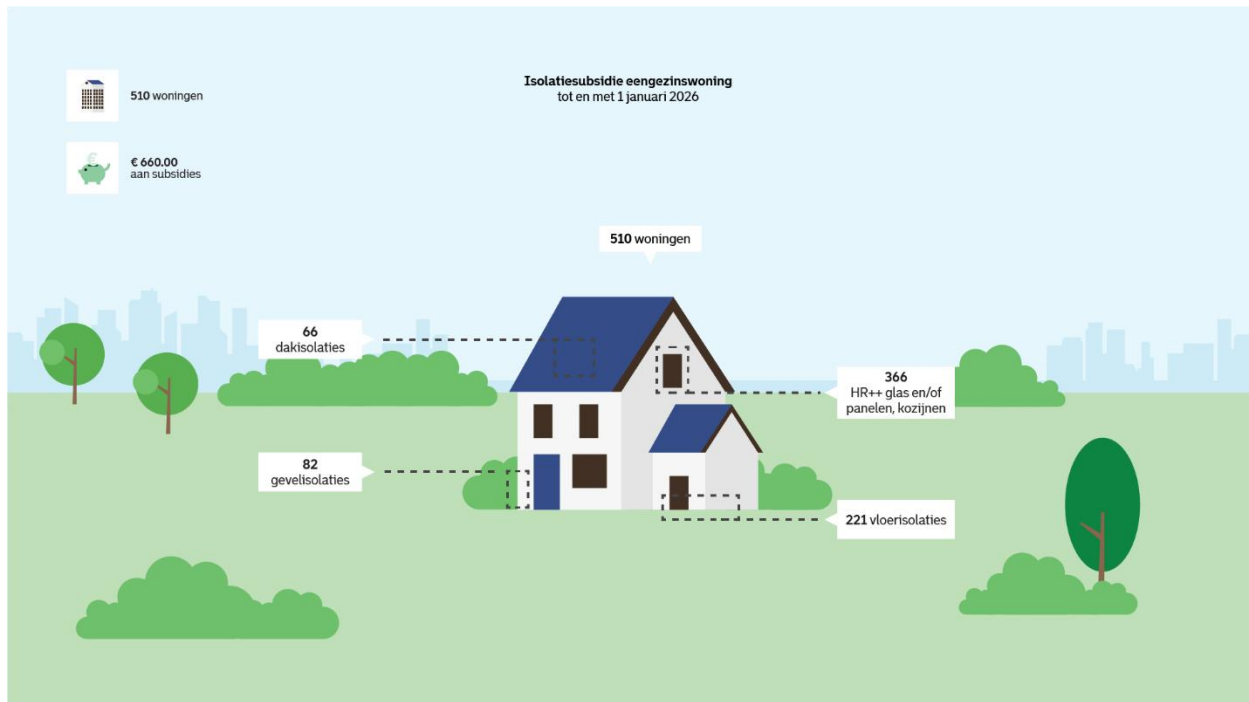 Isolatiesubsidie eengezinswoning
tot en met 1 januari 2026
510 woningen
€ 660.00
aan subsidies
510 woningen
66
dakisolaties
366
HR++ glas en/of
panelen, kozijnen
82
gevelisolaties
221 vloerisolaties